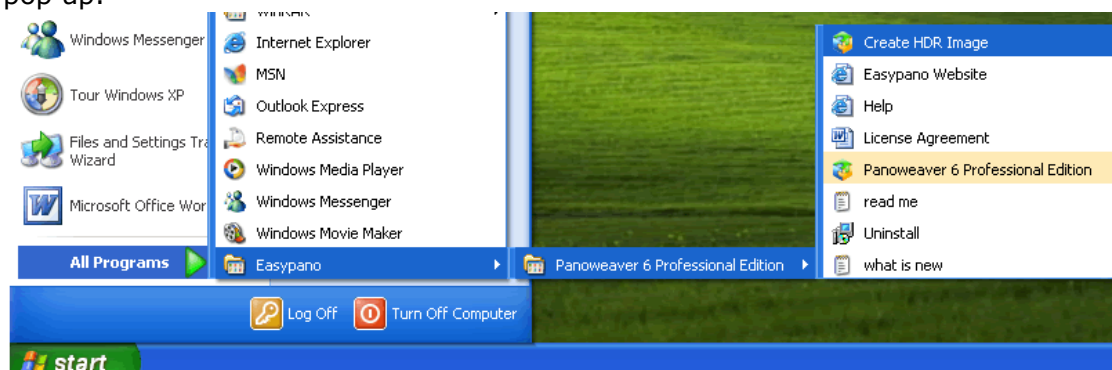 pop-up.
WinRAR
Windows Messenger
Tour Windows XP
Files and Settings Tra
Wizard
Microsoft Office Wor
All Programs
Internet Explorer
MSN
Outlook Express
Remote Assistance
Windows Media Player
Windows Messenger
Windows Movie Maker
Easypano
Panoweaver 6 Professional Edition
Create HDR Image
Easypano Website
Help
License Agreement
Panoweaver 6 Professional Edition
read me
Uninstall
what is new
Log Off
Turn Off Computer
start